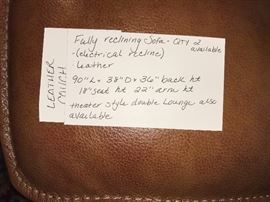 Fully reclining Sofa - QTY 2 available
- (electrical recline)
- leather
90" L x 38" D x 36" back ht
18" seat ht 22" arm ht
theater style double Lounge also
available
LEATHER